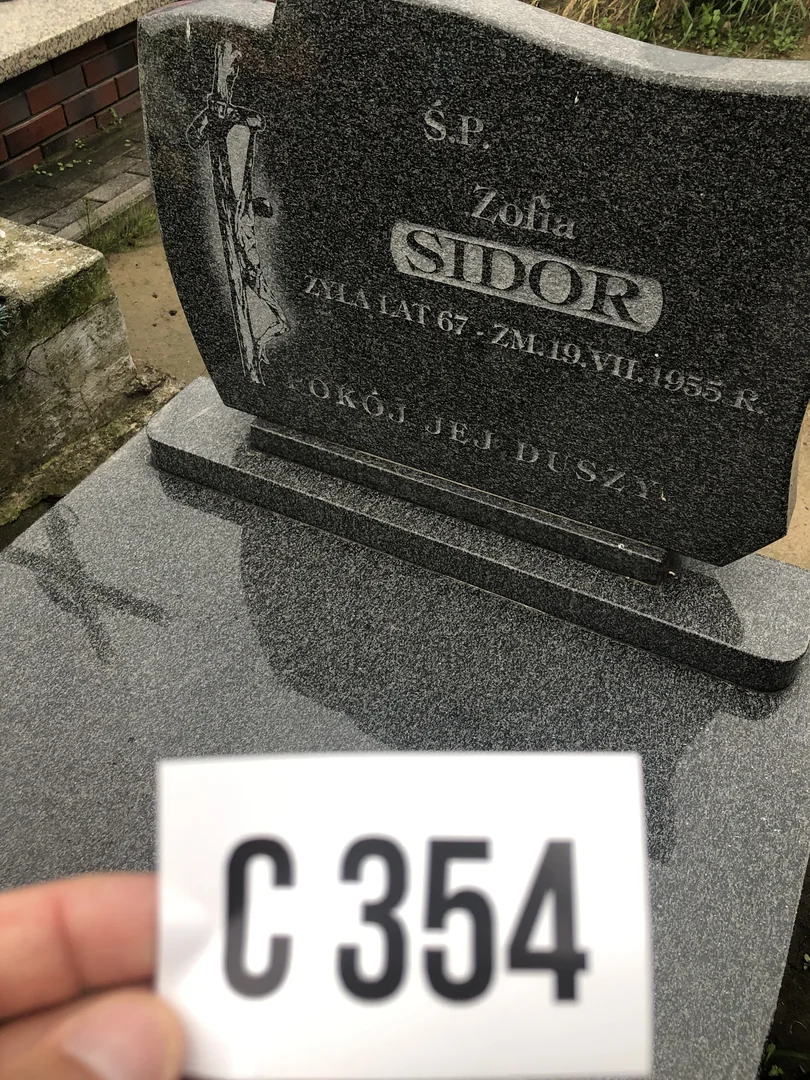 Ś.P.
Zofia
SIDOR
ŻYŁA LAT 67 - ZM. 19.VII. 1955 R.
POKÓJ JEJ DUSZY!
C 354